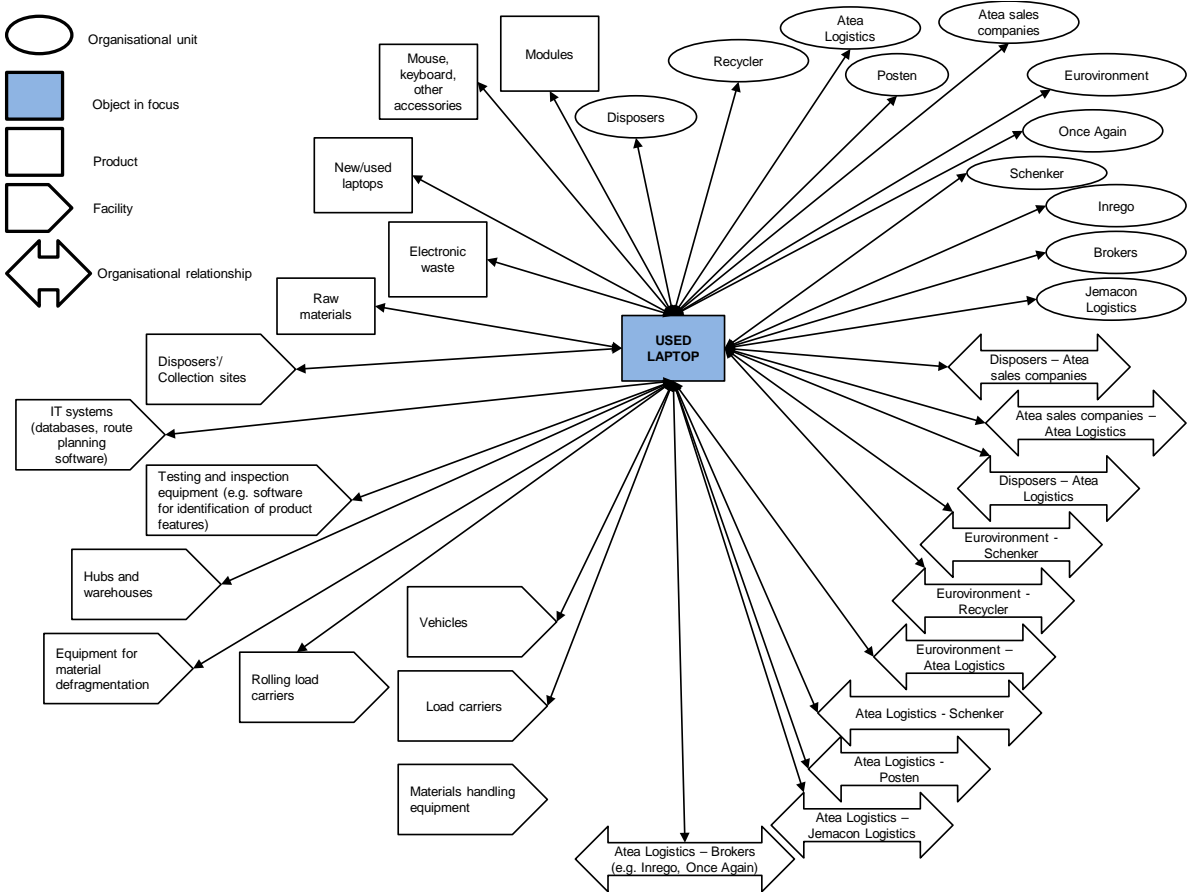 Organisational unit
Object in focus
Product
Facility
Organisational relationship
Mouse,
keyboard,
other
accessories
Modules
Disposers
Recycler
Atea
Logistics
Posten
Atea sales
companies
Eurovironment
Once Again
Schenker
Inrego
Brokers
Jemacon
Logistics
New/used
laptops
Electronic
waste
Raw
materials
USED
LAPTOP
Disposers’/
Collection sites
IT systems
(databases, route
planning
software)
Testing and inspection
equipment (e.g. software
for identification of product
features)
Hubs and
warehouses
Equipment for
material
defragmentation
Rolling load
carriers
Vehicles
Load carriers
Materials handling
equipment
Disposers – Atea
sales companies
Atea sales companies –
Atea Logistics
Disposers – Atea
Logistics
Eurovironment -
Schenker
Eurovironment -
Recycler
Eurovironment –
Atea Logistics
Atea Logistics - Schenker
Atea Logistics -
Posten
Atea Logistics –
Jemacon Logistics
Atea Logistics – Brokers
(e.g. Inrego, Once Again)